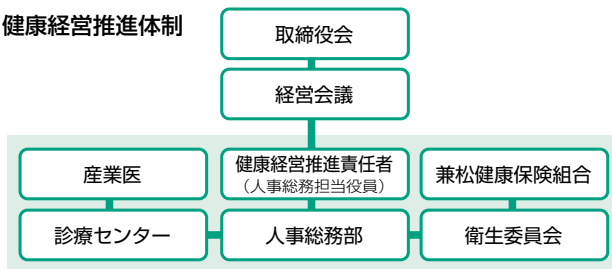 健康経営推進体制
取締役会
経営会議
産業医
健康経営推進責任者
（人事総務担当役員）
兼松健康保険組合
診療センター
人事総務部
衛生委員会